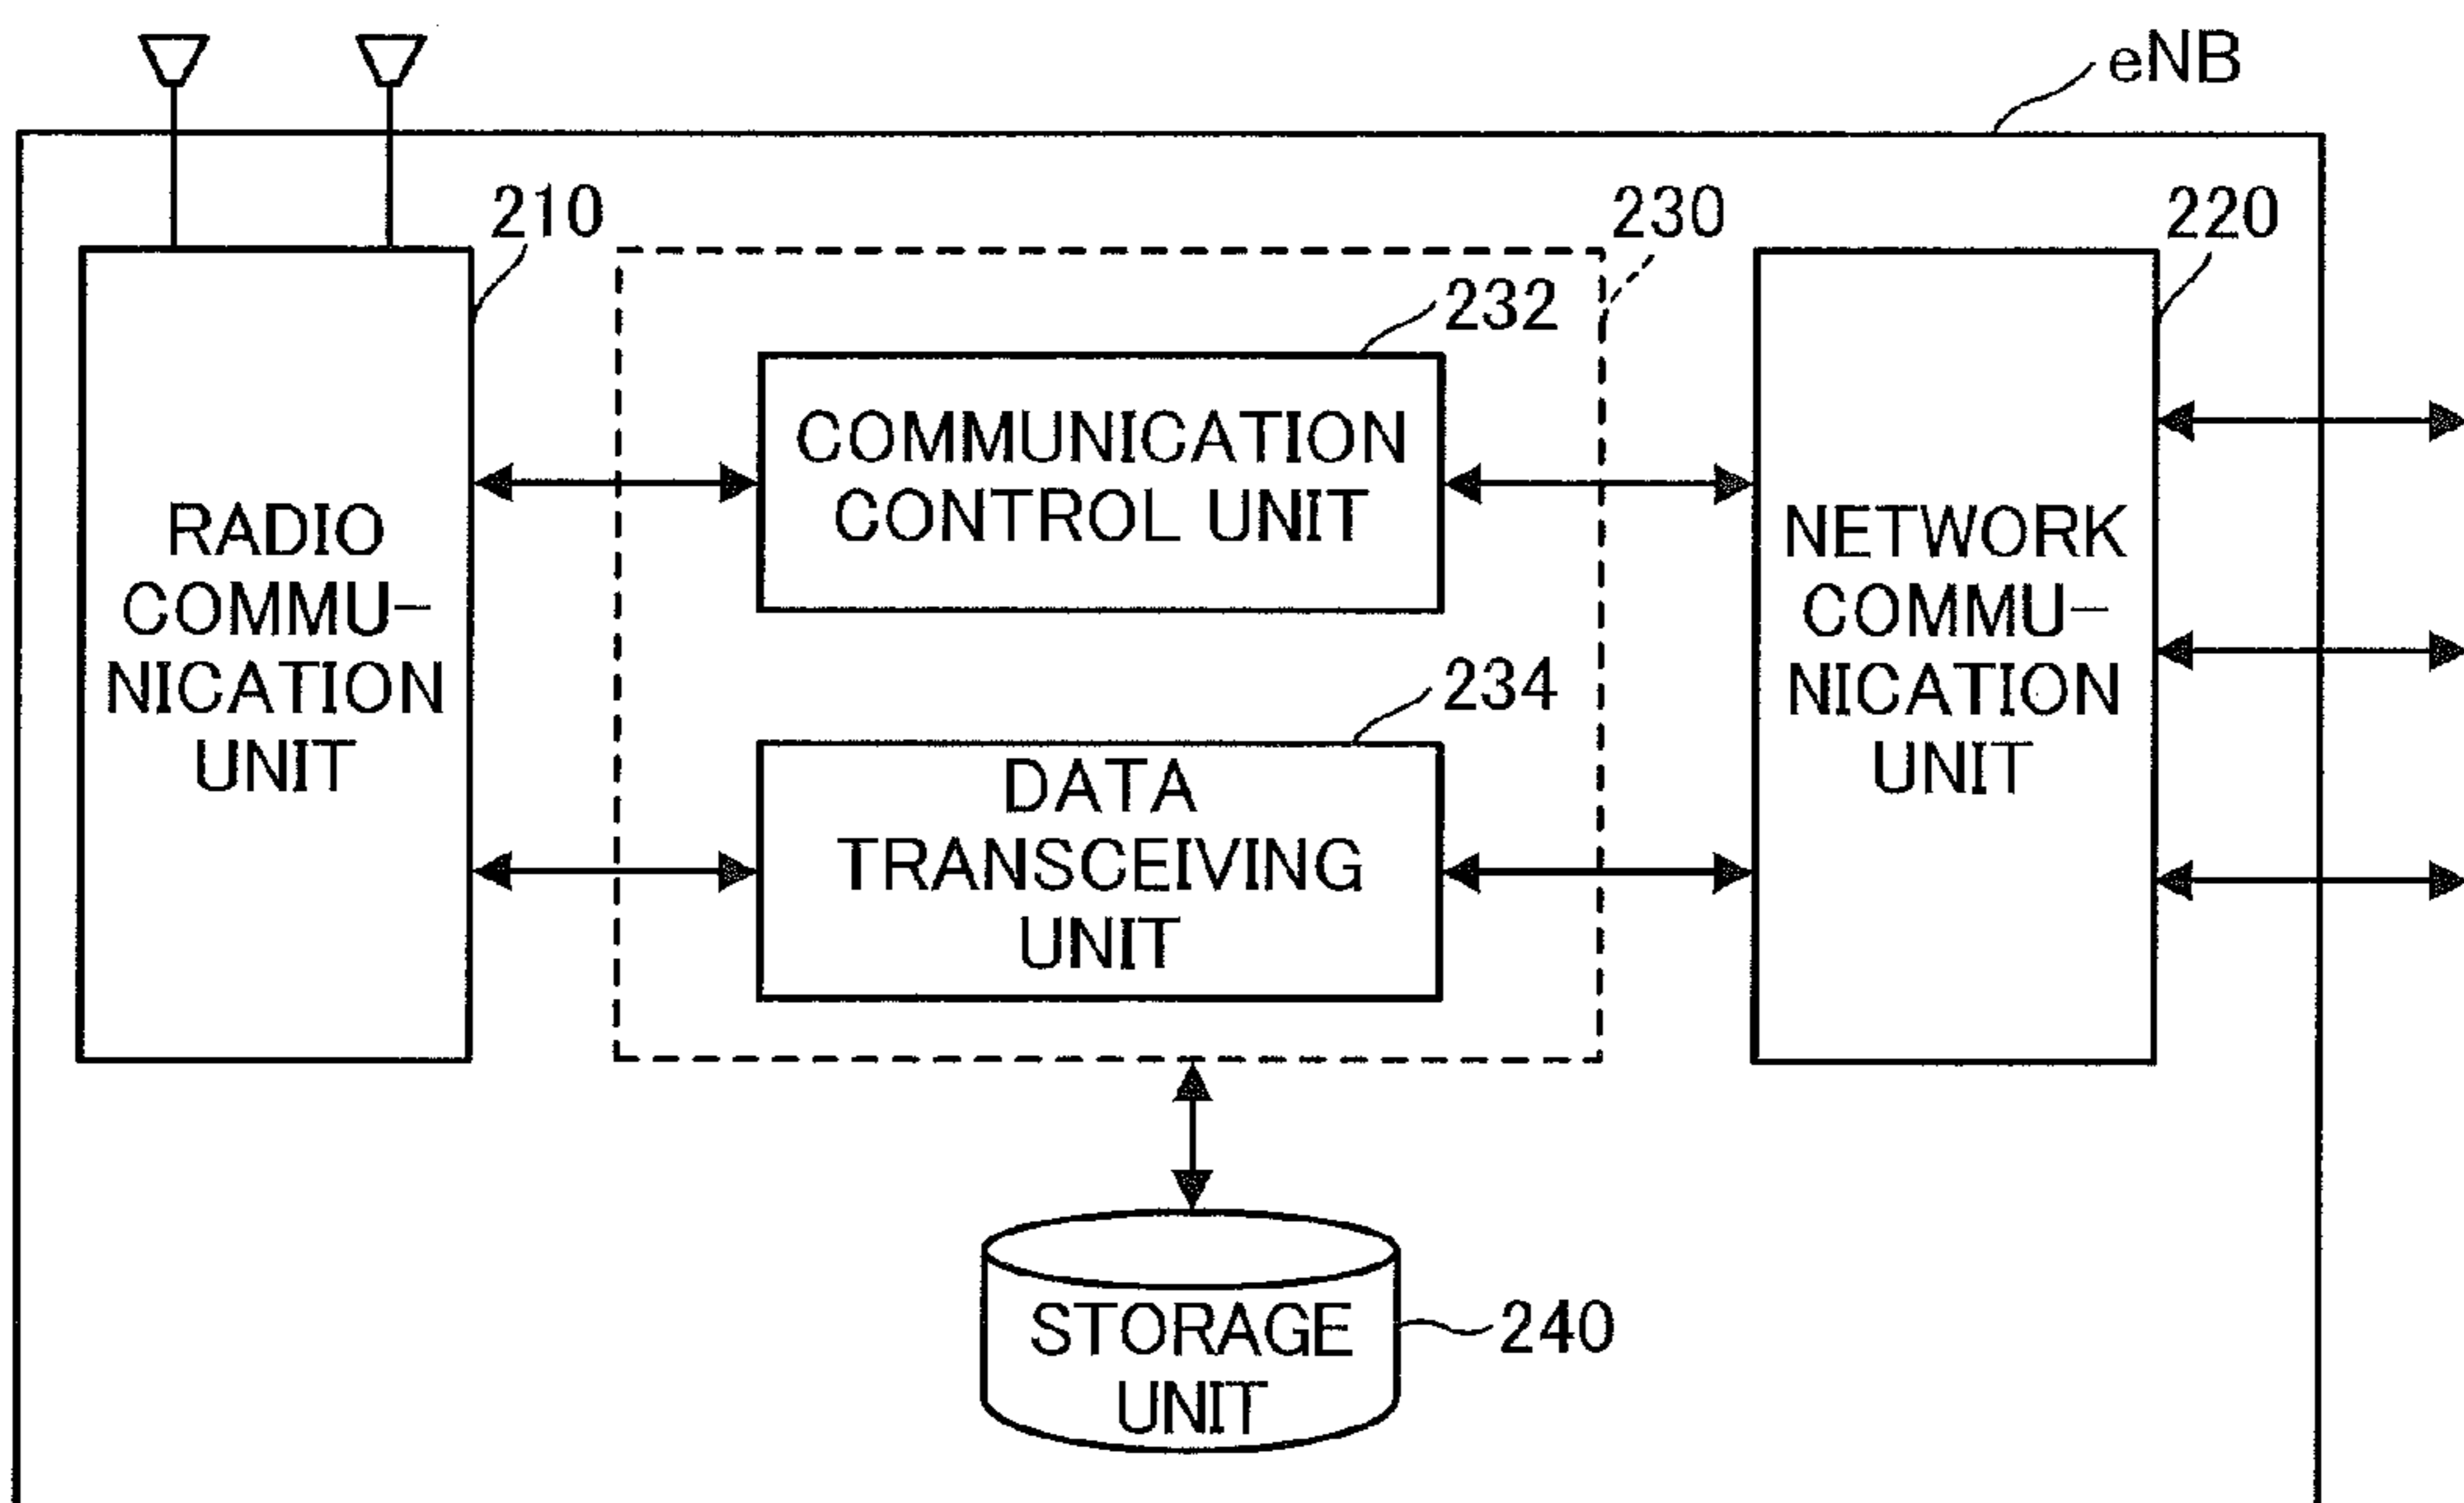 eNB
210
230
220
232
COMMUNICATION
CONTROL UNIT
RADIO
COMMU-
NICATION
UNIT
NETWORK
COMMU-
NICATION
UNIT
234
DATA
TRANSCEIVING
UNIT
STORAGE
UNIT
240